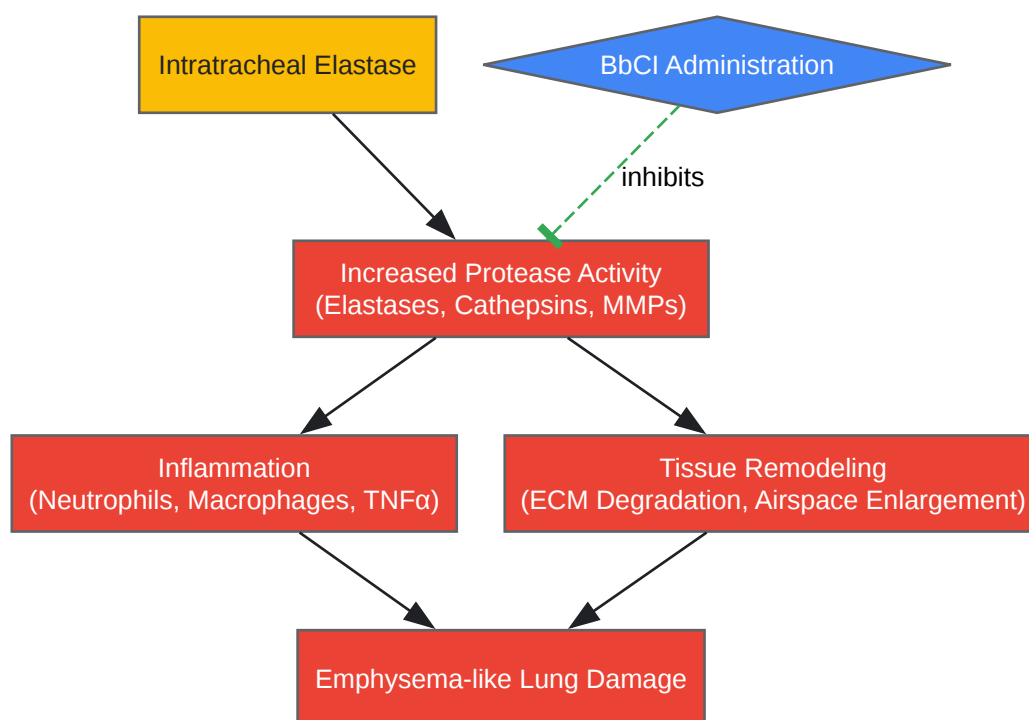 Intratracheal Elastase
BbCI Administration
inhibits
Increased Protease Activity
(Elastases, Cathepsins, MMPs)
Inflammation
(Neutrophils, Macrophages, TNFα)
Tissue Remodeling
(ECM Degradation, Airspace Enlargement)
Emphysema-like Lung Damage